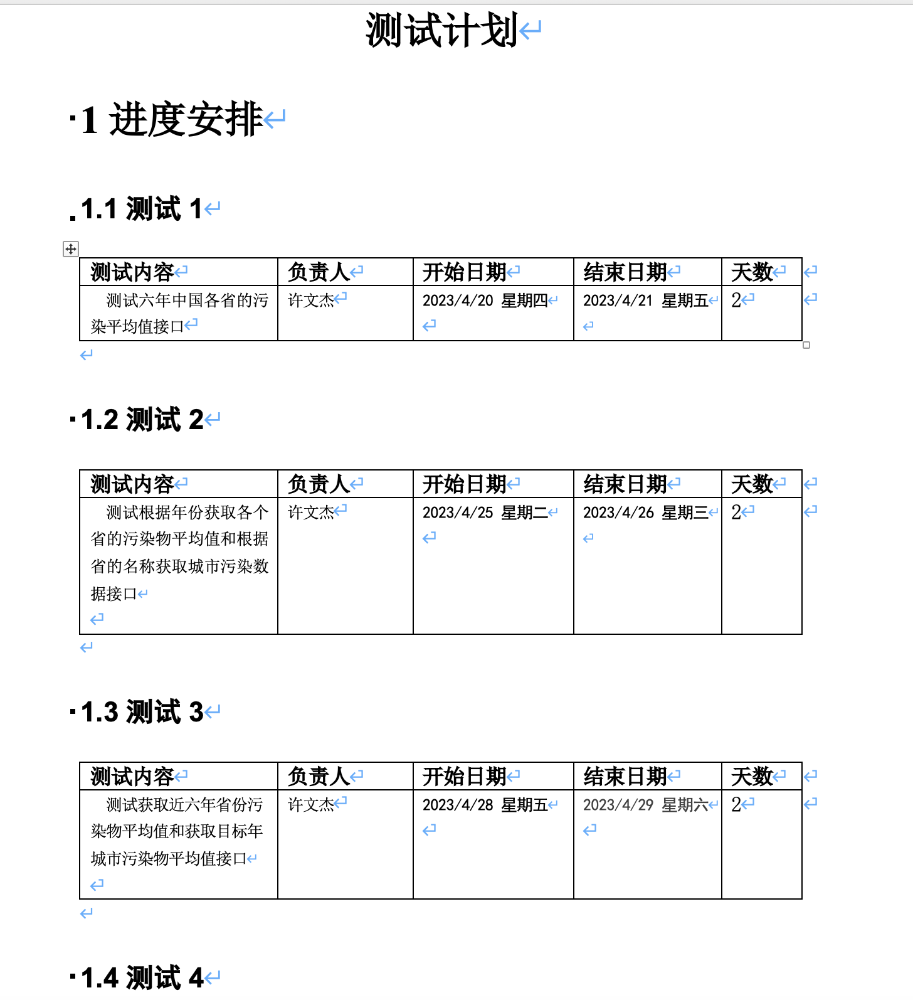 测试计划
1 进度安排
1.1 测试 1
测试内容 负责人 开始日期 结束日期 天数
测试六年中国各省的污 许文杰 2023/4/20 星期四 2023/4/21 星期五 2
染平均值接口
1.2 测试 2
测试内容 负责人 开始日期 结束日期 天数
测试根据年份获取各个 许文杰 2023/4/25 星期二 2023/4/26 星期三 2
省的污染物平均值和根据
省的名称获取城市污染数
据接口
1.3 测试 3
测试内容 负责人 开始日期 结束日期 天数
测试获取近六年省份污 许文杰 2023/4/28 星期五 2023/4/29 星期六 2
染物平均值和获取目标年
城市污染物平均值接口
1.4 测试 4